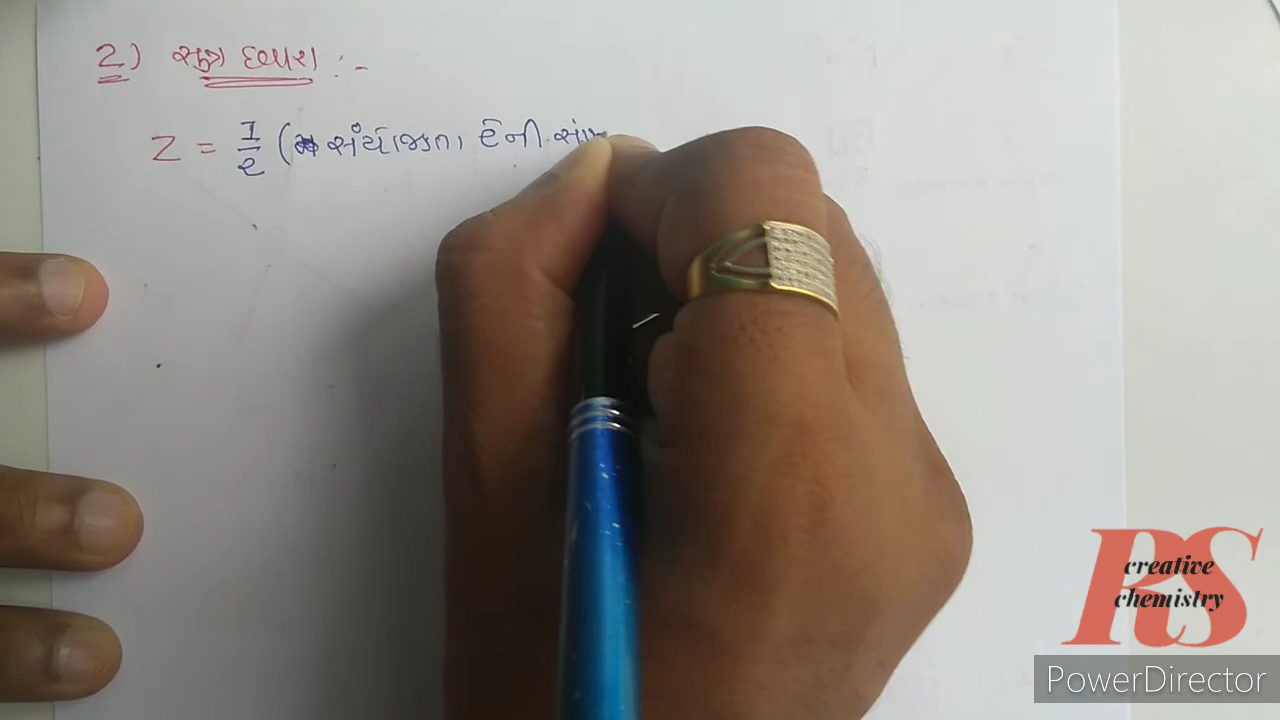 2) સુત્ર દ્વારા :-
Z = 1/2 ( સંયોજકતા e ની સં
RS
creative
chemistry
PowerDirector